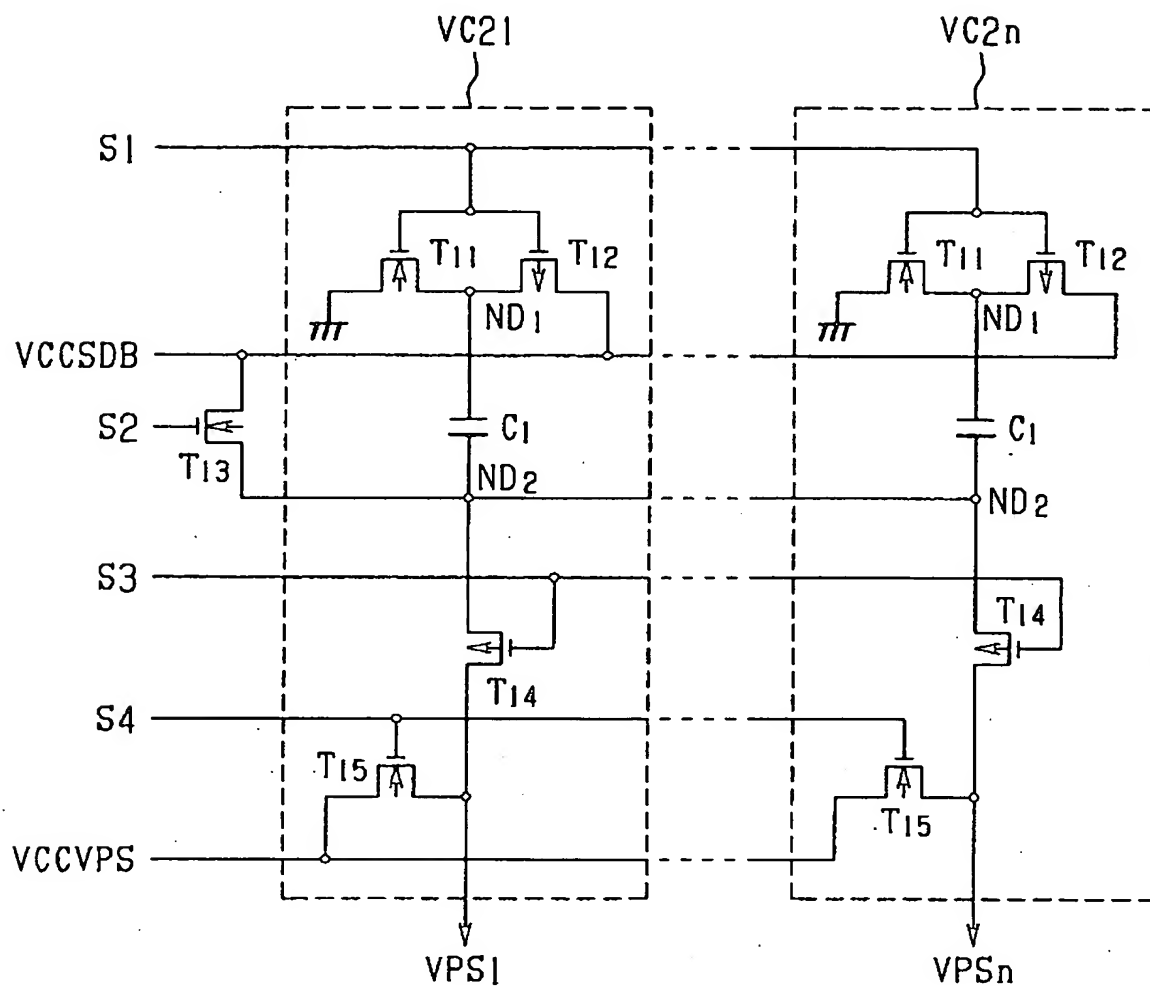 VC21 VC2n
S1
T11 T12 T11 T12
ND1 ND1
VCCSDB
S2 C1 C1
T13
ND2 ND2
S3
T14
T14
S4
T15
T15
VCCVPS
VPS1 VPSn